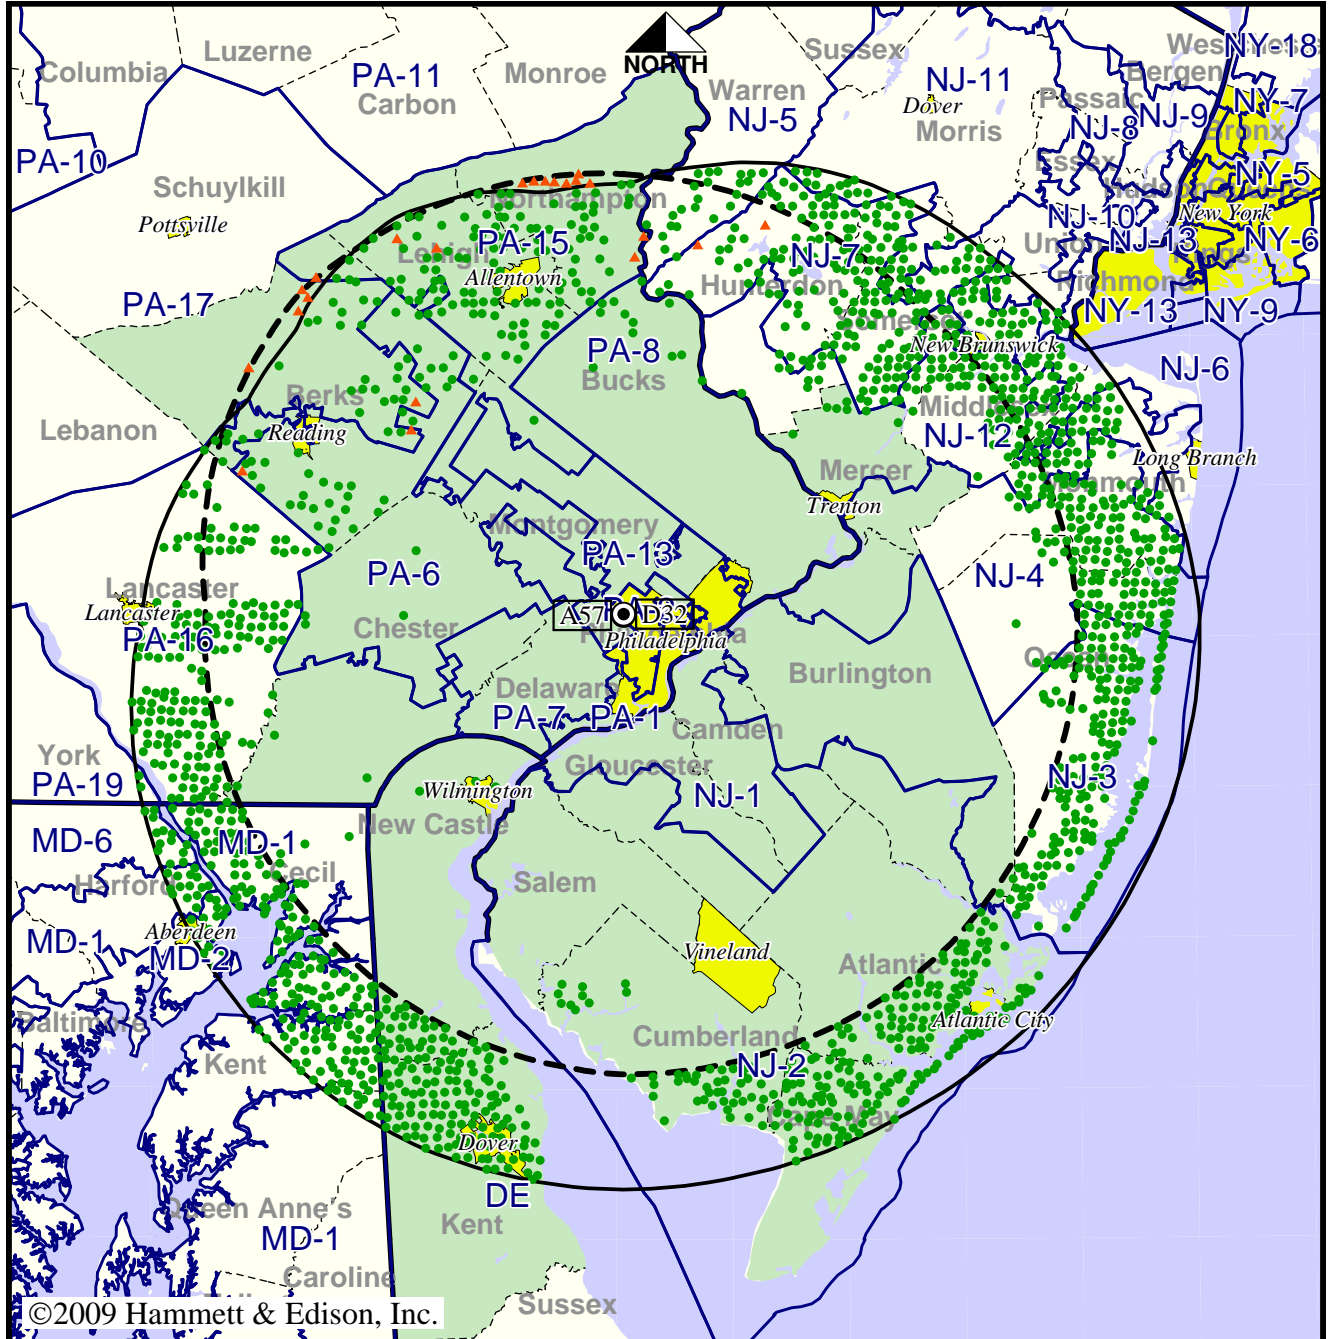 Luzerne
Columbia
PA-11
Carbon
Monroe
NORTH
Sussex
Warren
NJ-5
NJ-11
Dover
Morris
Bergen
NY-18
Passaic
NJ-8
NJ-9
NY-7
Bronx
Essex
NY-5
PA-10
Schuylkill
Pottsville
Northampton
PA-15
Lehigh
Allentown
NJ-7
Hunterdon
NJ-10
New York
Union
NJ-13
NY-6
Kings
Richmond
NY-13
NY-9
PA-17
PA-8
Bucks
Somerset
New Brunswick
NJ-6
Berks
Reading
Lebanon
Middlesex
NJ-12
Long Branch
Monmouth
Mercer
Trenton
Montgomery
PA-13
PA-6
NJ-4
Lancaster
Lancaster
PA-16
Chester
A57
D32
Philadelphia
Ocean
Burlington
Delaware
PA-7
PA-1
Camden
York
PA-19
Gloucester
NJ-1
NJ-3
Wilmington
New Castle
MD-6
MD-1
Harford
Cecil
Salem
Aberdeen
MD-1
MD-2
Vineland
Atlantic
Baltimore
Atlantic City
Kent
Cumberland
NJ-2
Cape May
Dover
DE
Queen Anne's
MD-1
Kent
Caroline
Sussex
©2009 Hammett & Edison, Inc.